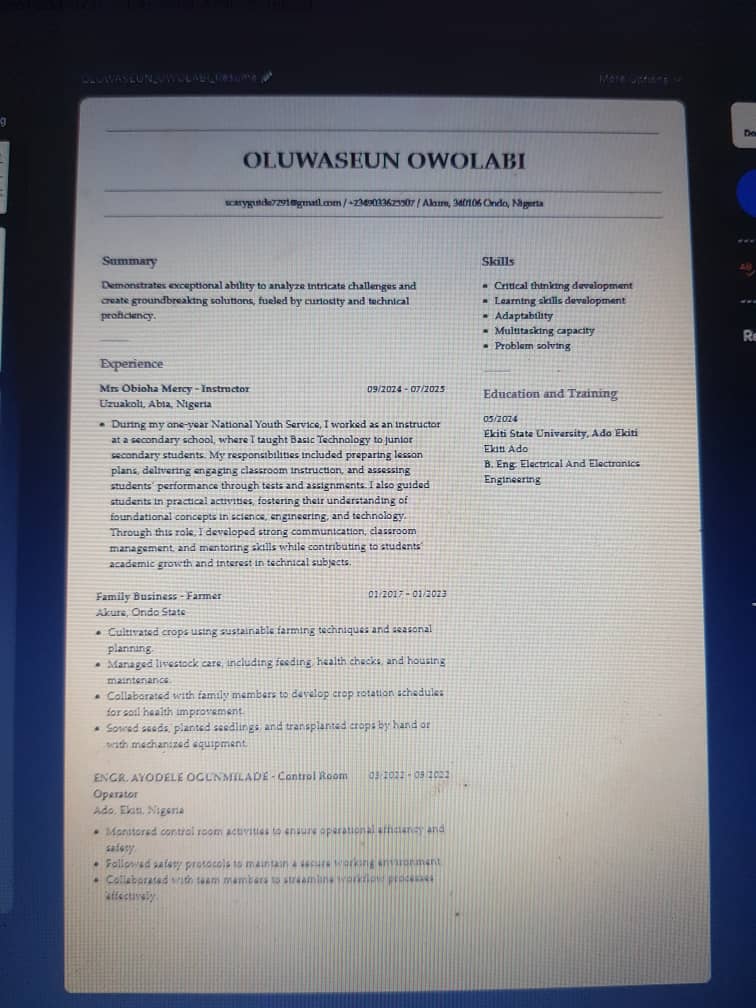 OLUWASEUN_OWOLABI_Resume
More Options
OLUWASEUN OWOLABI
Akure, 340106 Ondo, Nigeria
Summary
Demonstrates exceptional ability to analyze intricate challenges and
create groundbreaking solutions, fueled by curiosity and technical
proficiency.
Experience
Mrs Obioha Mercy - Instructor 09/2024 - 07/2025
Uzuakoli, Abia, Nigeria
• During my one-year National Youth Service, I worked as an instructor
at a secondary school, where I taught Basic Technology to junior
secondary students. My responsibilities included preparing lesson
plans, delivering engaging classroom instruction, and assessing
students' performance through tests and assignments. I also guided
students in practical activities, fostering their understanding of
foundational concepts in science, engineering, and technology.
Through this role, I developed strong communication, classroom
management, and mentoring skills while contributing to students'
academic growth and interest in technical subjects.
Family Business - Farmer 01/2017 - 01/2023
Akure, Ondo State
• Cultivated crops using sustainable farming techniques and seasonal
planning.
• Managed livestock care, including feeding, health checks, and housing
maintenance.
• Collaborated with family members to develop crop rotation schedules
for soil health improvement.
• Sowed seeds, planted seedlings, and transplanted crops by hand or
with mechanized equipment.
ENGR. AYODELE OGUNMILADE - Control Room
Operator
Ado, Ekiti, Nigeria
• Monitored control room activities to ensure operational efficiency and
safety.
• Followed safety protocols to maintain a secure working environment.
• Collaborated with team members to streamline workflow processes
effectively.
Skills
• Critical thinking development
• Learning skills development
• Adaptability
• Multitasking capacity
• Problem solving
Education and Training
05/2024
Ekiti State University, Ado Ekiti
Ekiti Ado
B. Eng: Electrical And Electronics
Engineering